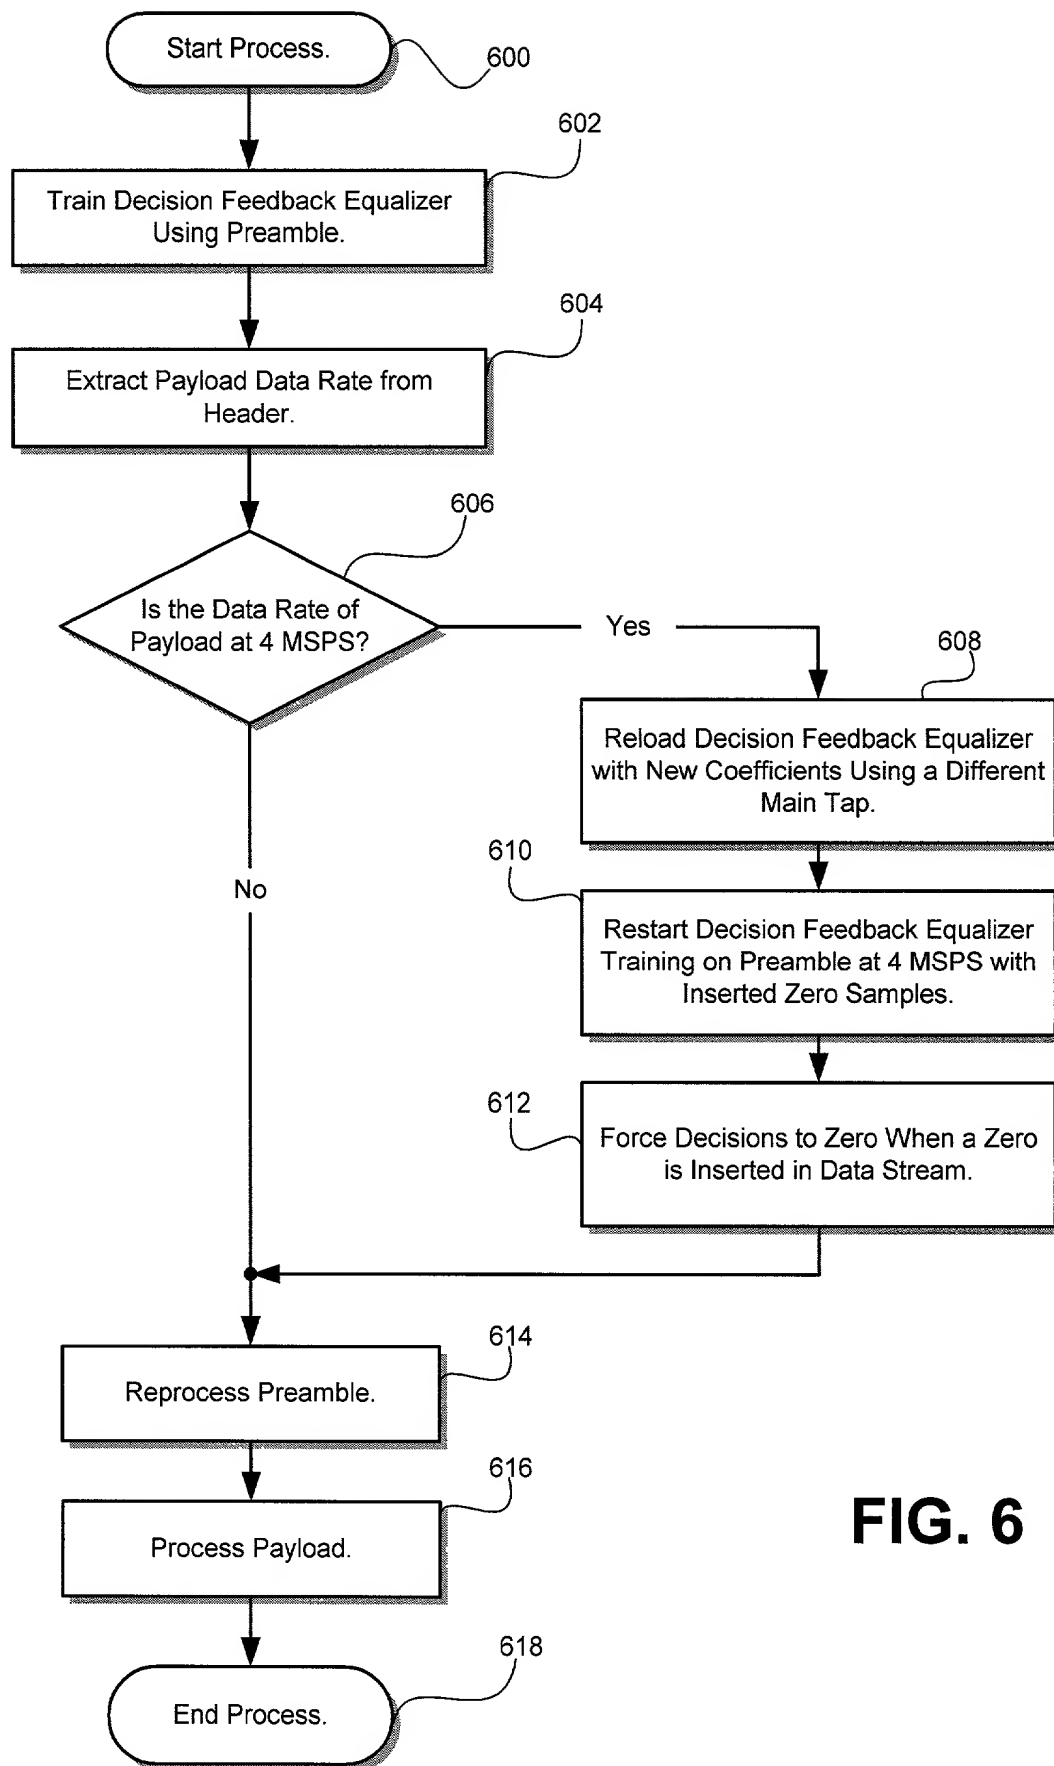 Start Process.
600
602
Train Decision Feedback Equalizer
Using Preamble.
604
Extract Payload Data Rate from
Header.
606
Is the Data Rate of
Payload at 4 MSPS?
Yes
608
Reload Decision Feedback Equalizer
with New Coefficients Using a Different
Main Tap.
No
610
Restart Decision Feedback Equalizer
Training on Preamble at 4 MSPS with
Inserted Zero Samples.
612
Force Decisions to Zero When a Zero
is Inserted in Data Stream.
614
Reprocess Preamble.
616
Process Payload.
FIG. 6
618
End Process.